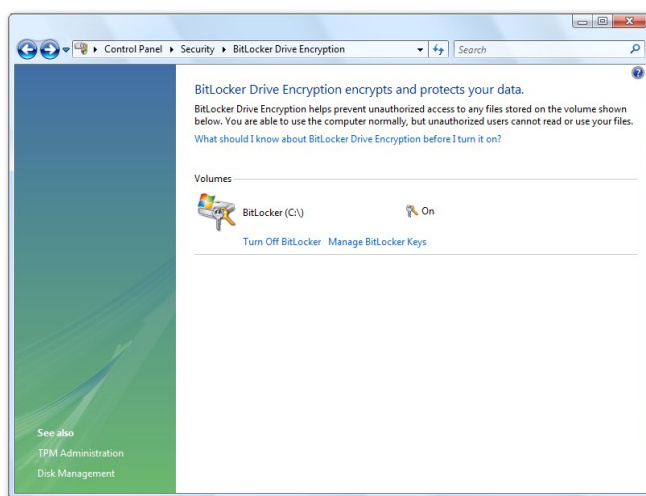 Control Panel ▸ Security ▸ BitLocker Drive Encryption
Search
BitLocker Drive Encryption encrypts and protects your data.
BitLocker Drive Encryption helps prevent unauthorized access to any files stored on the volume shown
below. You are able to use the computer normally, but unauthorized users cannot read or use your files.
What should I know about BitLocker Drive Encryption before I turn it on?
Volumes
BitLocker (C:\)
On
Turn Off BitLocker Manage BitLocker Keys
See also
TPM Administration
Disk Management